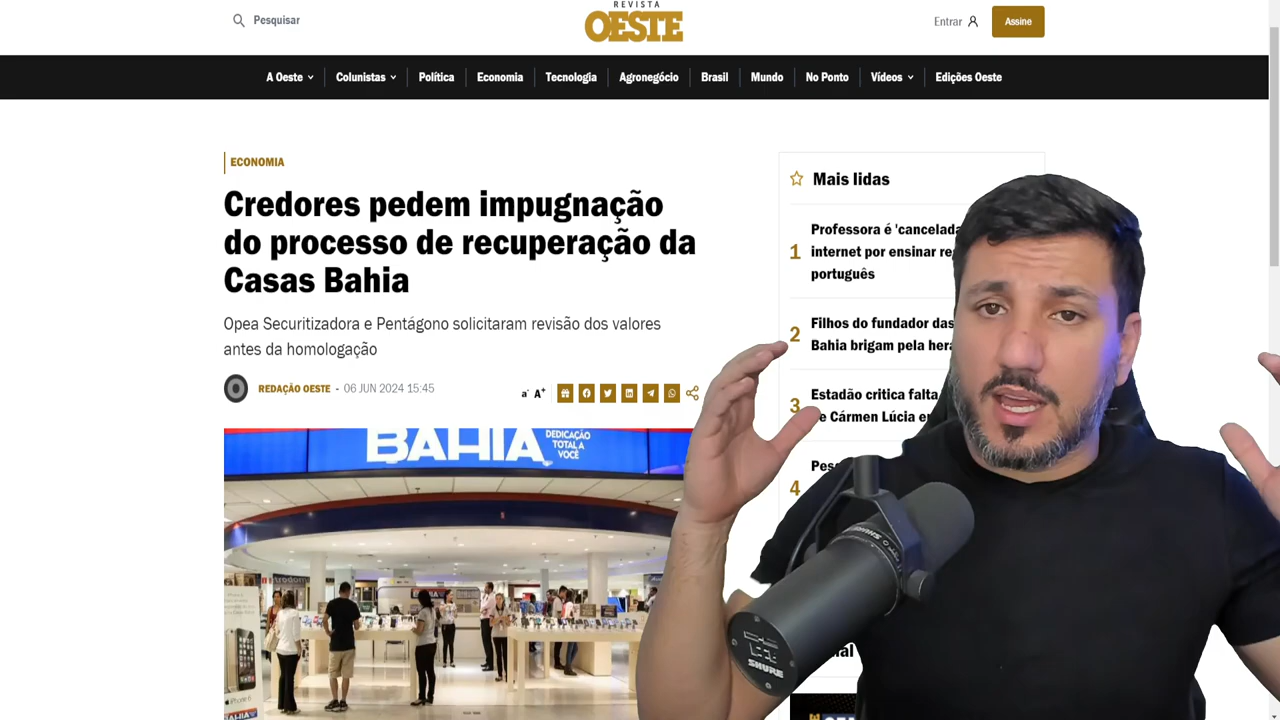 REVISTA
OESTE
Pesquisar
Entrar
Assine
A Oeste
Colunistas
Política
Economia
Tecnologia
Agronegócio
Brasil
Mundo
No Ponto
Vídeos
Edições Oeste
ECONOMIA
Credores pedem impugnação
do processo de recuperação da
Casas Bahia
Opea Securitizadora e Pentágono solicitaram revisão dos valores
antes da homologação
REDAÇÃO OESTE - 06 JUN 2024 15:45
a- A+
BAHIA
DEDICAÇÃO
TOTAL A
VOCÊ
iPhone
BAHIA
Mais lidas
1
Professora é 'cancelada
internet por ensinar
português
2
Filhos do fundador das
Bahia brigam pela
3
Estadão critica falta
Cármen Lúcia
4
SHURE
SHURE